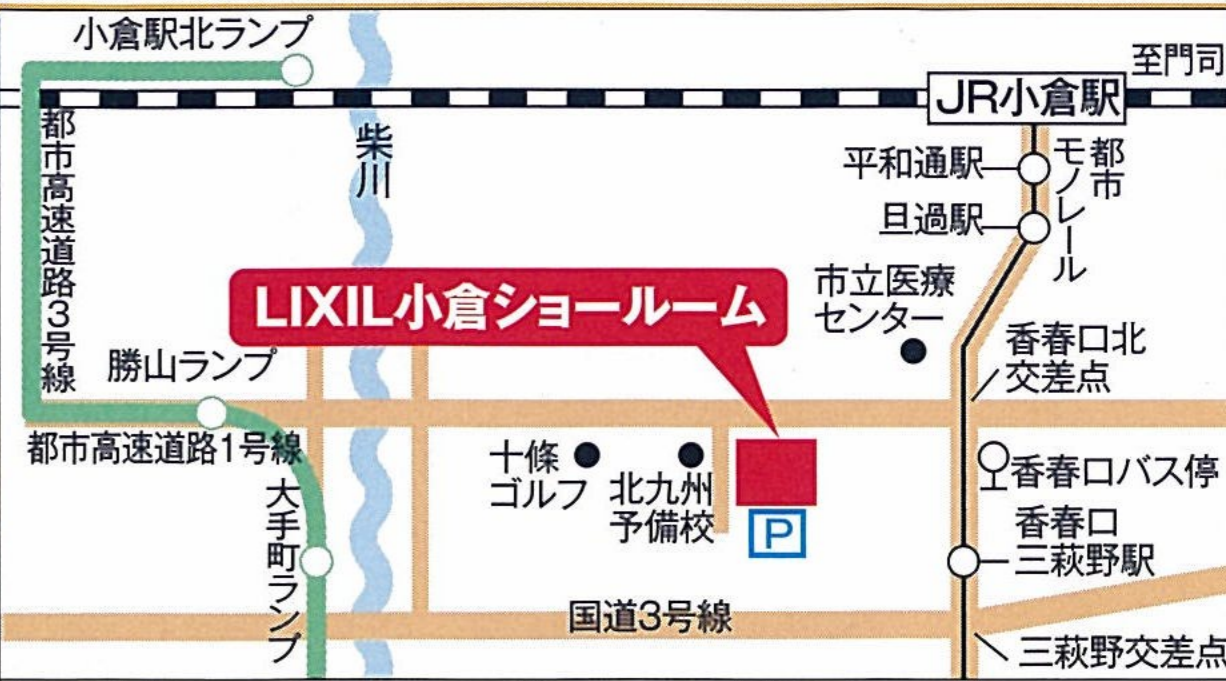 小倉駅北ランプ
至門司
JR小倉駅
都市高速道路3号線
柴川
平和通駅
都市
モノレール
旦過駅
市立医療
センター
LIXIL小倉ショールーム
香春口北
交差点
勝山ランプ
都市高速道路1号線
十條
ゴルフ
北九州
予備校
香春口バス停
大手町ランプ
P
香春口
三萩野駅
国道3号線
三萩野交差点